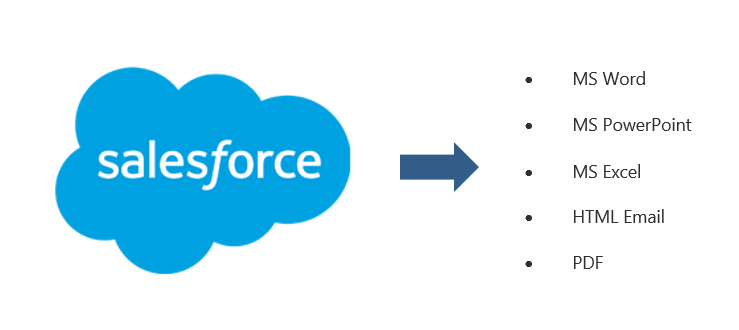 salesforce
• MS Word
• MS PowerPoint
• MS Excel
• HTML Email
• PDF